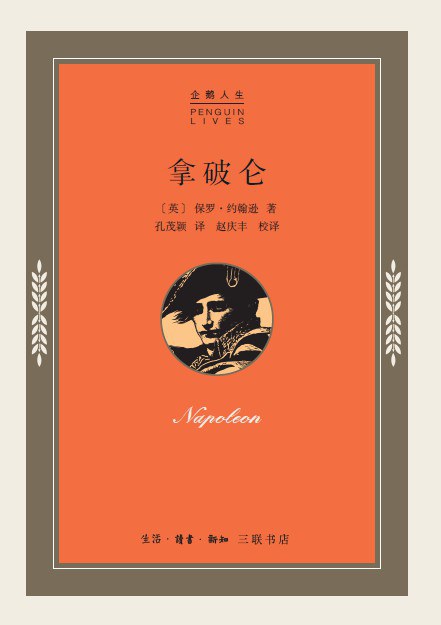 企鹅人生
PENGUIN
LIVES
拿破仑
〔英〕 保罗·约翰逊 著
孔茂颖 译 赵庆丰 校译
Napoleon
生活·讀書·新知 三联书店